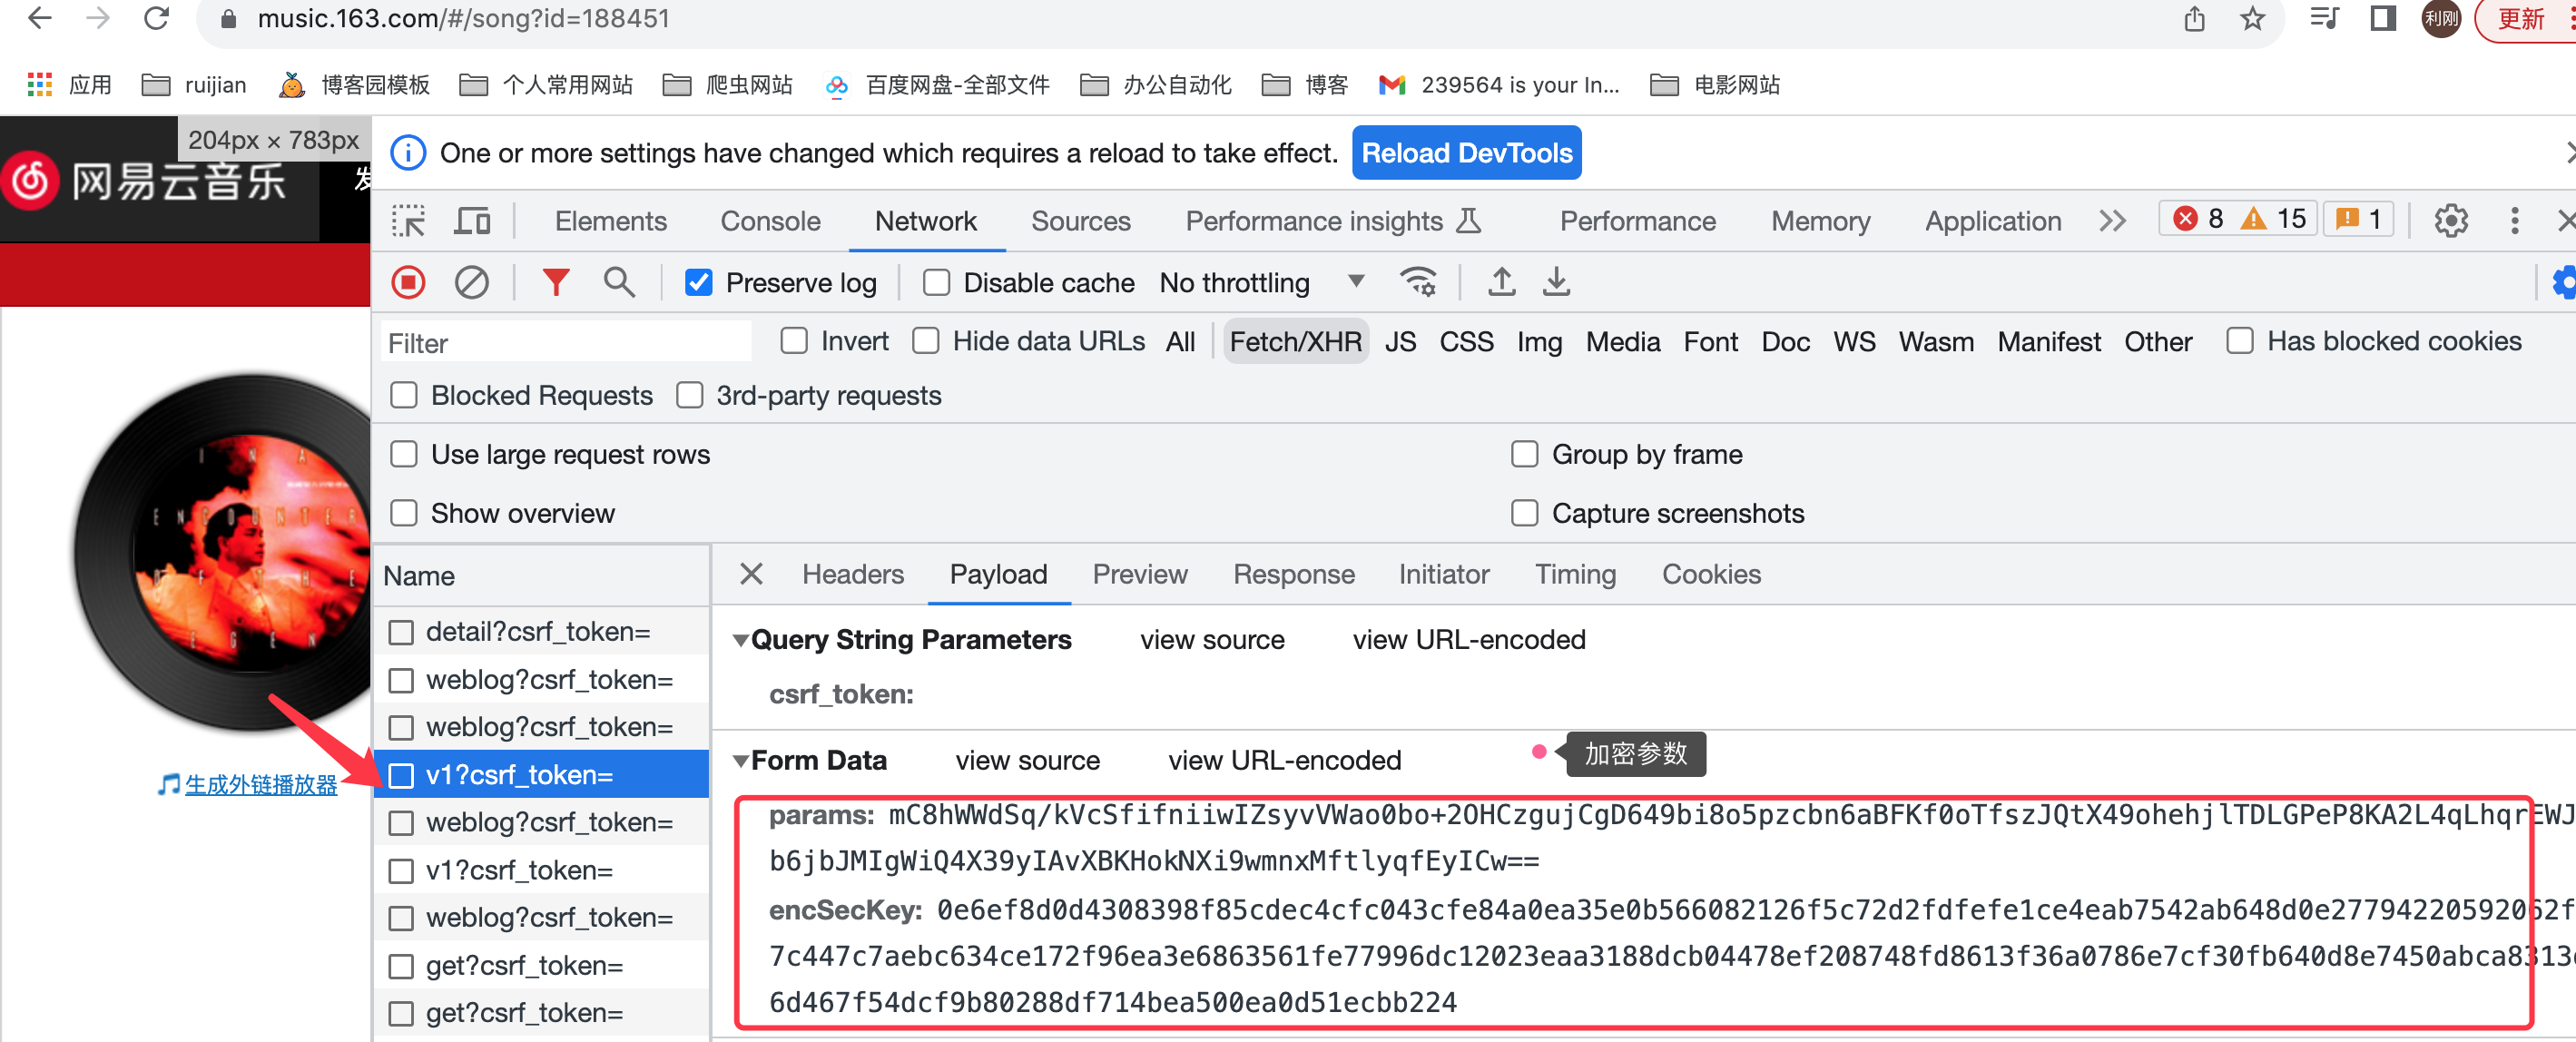 music.163.com/#/song?id=188451
利刚
更新
应用 ruijian 博客园模板 个人常用网站 爬虫网站 百度网盘-全部文件 办公自动化 博客 239564 is your In... 电影网站
204px × 783px
网易云音乐
One or more settings have changed which requires a reload to take effect. Reload DevTools
Elements Console Network Sources Performance insights Performance Memory Application 8 15 1
Preserve log Disable cache No throttling
Filter Invert Hide data URLs All Fetch/XHR JS CSS Img Media Font Doc WS Wasm Manifest Other Has blocked cookies
Blocked Requests 3rd-party requests
Use large request rows Group by frame
Show overview Capture screenshots
I N A
ENCOUNTER
OF THE
EGEN
生成外链播放器
Name
detail?csrf_token=
weblog?csrf_token=
weblog?csrf_token=
v1?csrf_token=
weblog?csrf_token=
v1?csrf_token=
weblog?csrf_token=
get?csrf_token=
get?csrf_token=
Headers Payload Preview Response Initiator Timing Cookies
Query String Parameters view source view URL-encoded
csrf_token:
Form Data view source view URL-encoded 加密参数
params: mC8hWWdSq/kVcSfifniiwIZsyvVWao0bo+2OHCzgujCgD649bi8o5pzcbn6aBFKf0oTfszJQtX49ohehjlTDLGPeP8KA2L4qLhqrEWJ
b6jbJMIgWiQ4X39yIAvXBKHokNXi9wmnxMftlyqfEyICw==
encSecKey: 0e6ef8d0d4308398f85cdec4cfc043cfe84a0ea35e0b566082126f5c72d2fdfefe1ce4eab7542ab648d0e27794220592062f
7c447c7aebc634ce172f96ea3e6863561fe77996dc12023eaa3188dcb04478ef208748fd8613f36a0786e7cf30fb640d8e7450abca8313
6d467f54dcf9b80288df714bea500ea0d51ecbb224